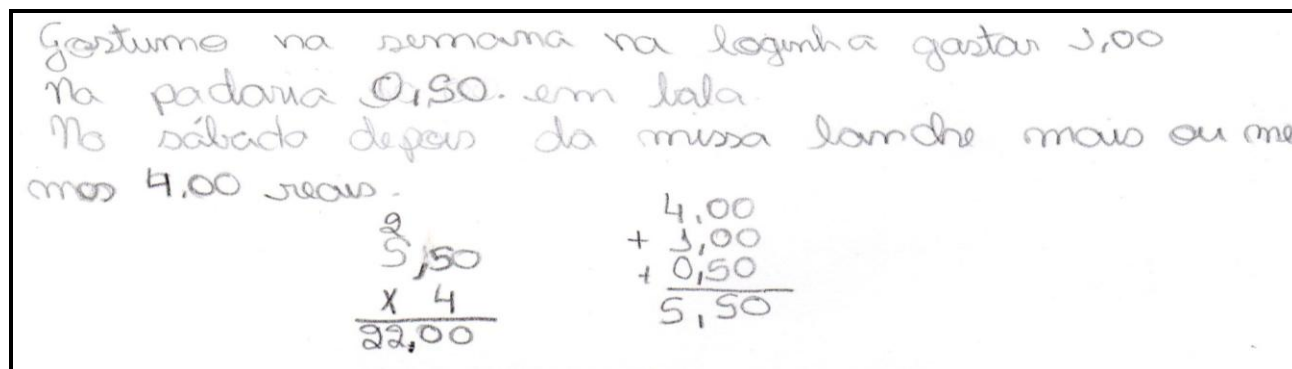 Gostumo na semana na loginha gastar 1,00
Na padaria 0,50. em bala.
No sábado depois da missa lanche mais ou me
nos 4,00 reais.
2
5,50
x 4
22,00
4,00
+ 1,00
+ 0,50
5,50